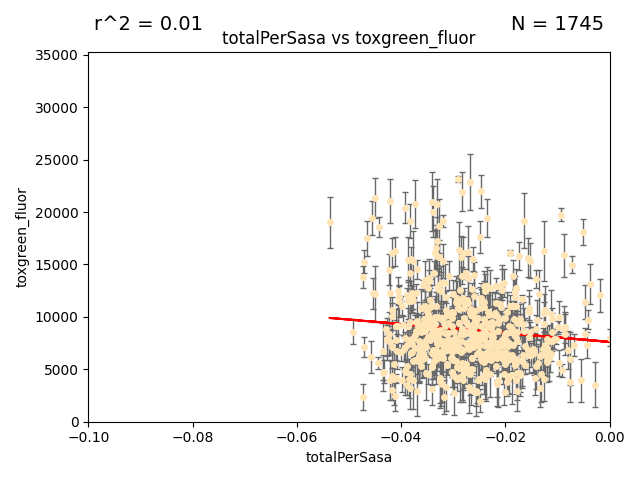 r^2 = 0.01
N = 1745
totalPerSasa vs toxgreen_fluor
35000
30000
25000
20000
15000
10000
5000
0
toxgreen_fluor
−0.10
−0.08
−0.06
−0.04
−0.02
0.00
totalPerSasa